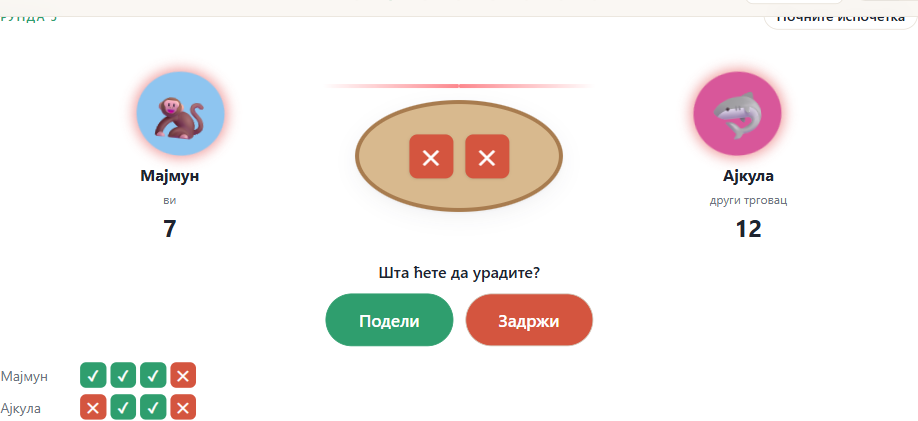 Почните испочетка
Мајмун
ви
7
Ајкула
други трговац
12
Шта ћете да урадите?
Подели
Задржи
Мајмун
Ајкула